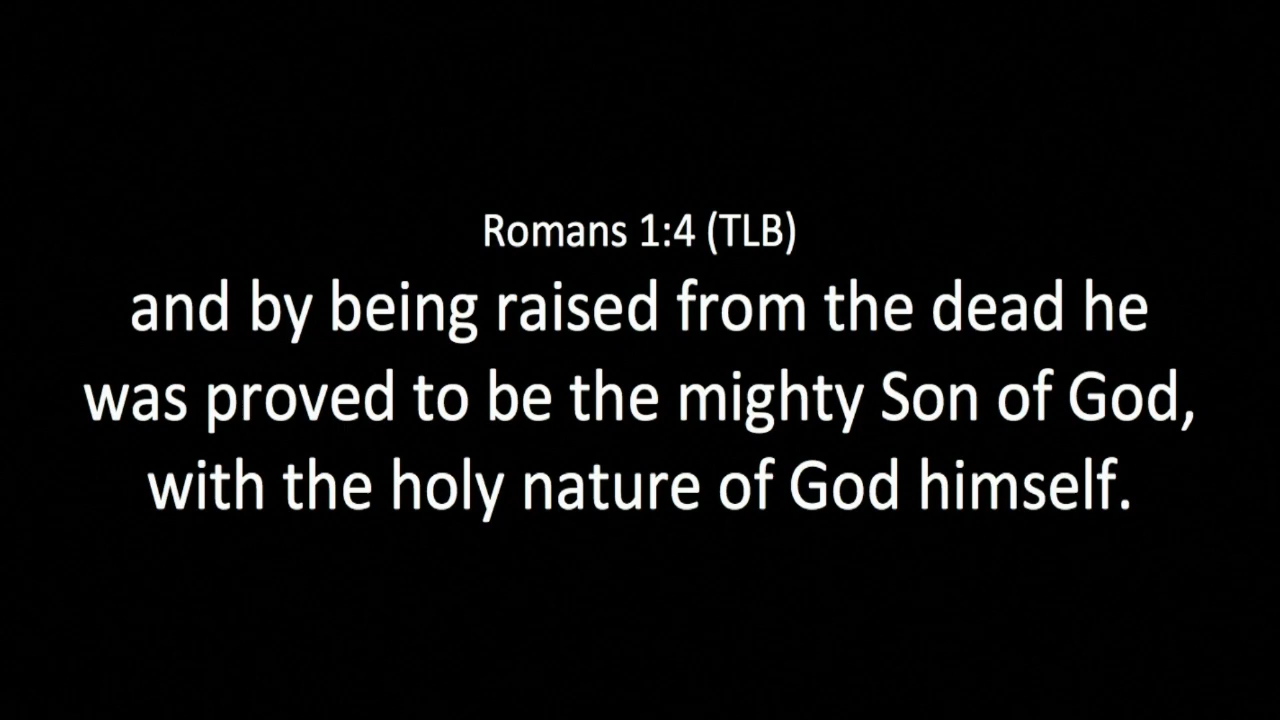 Romans 1:4 (TLB)
and by being raised from the dead he
was proved to be the mighty Son of God,
with the holy nature of God himself.